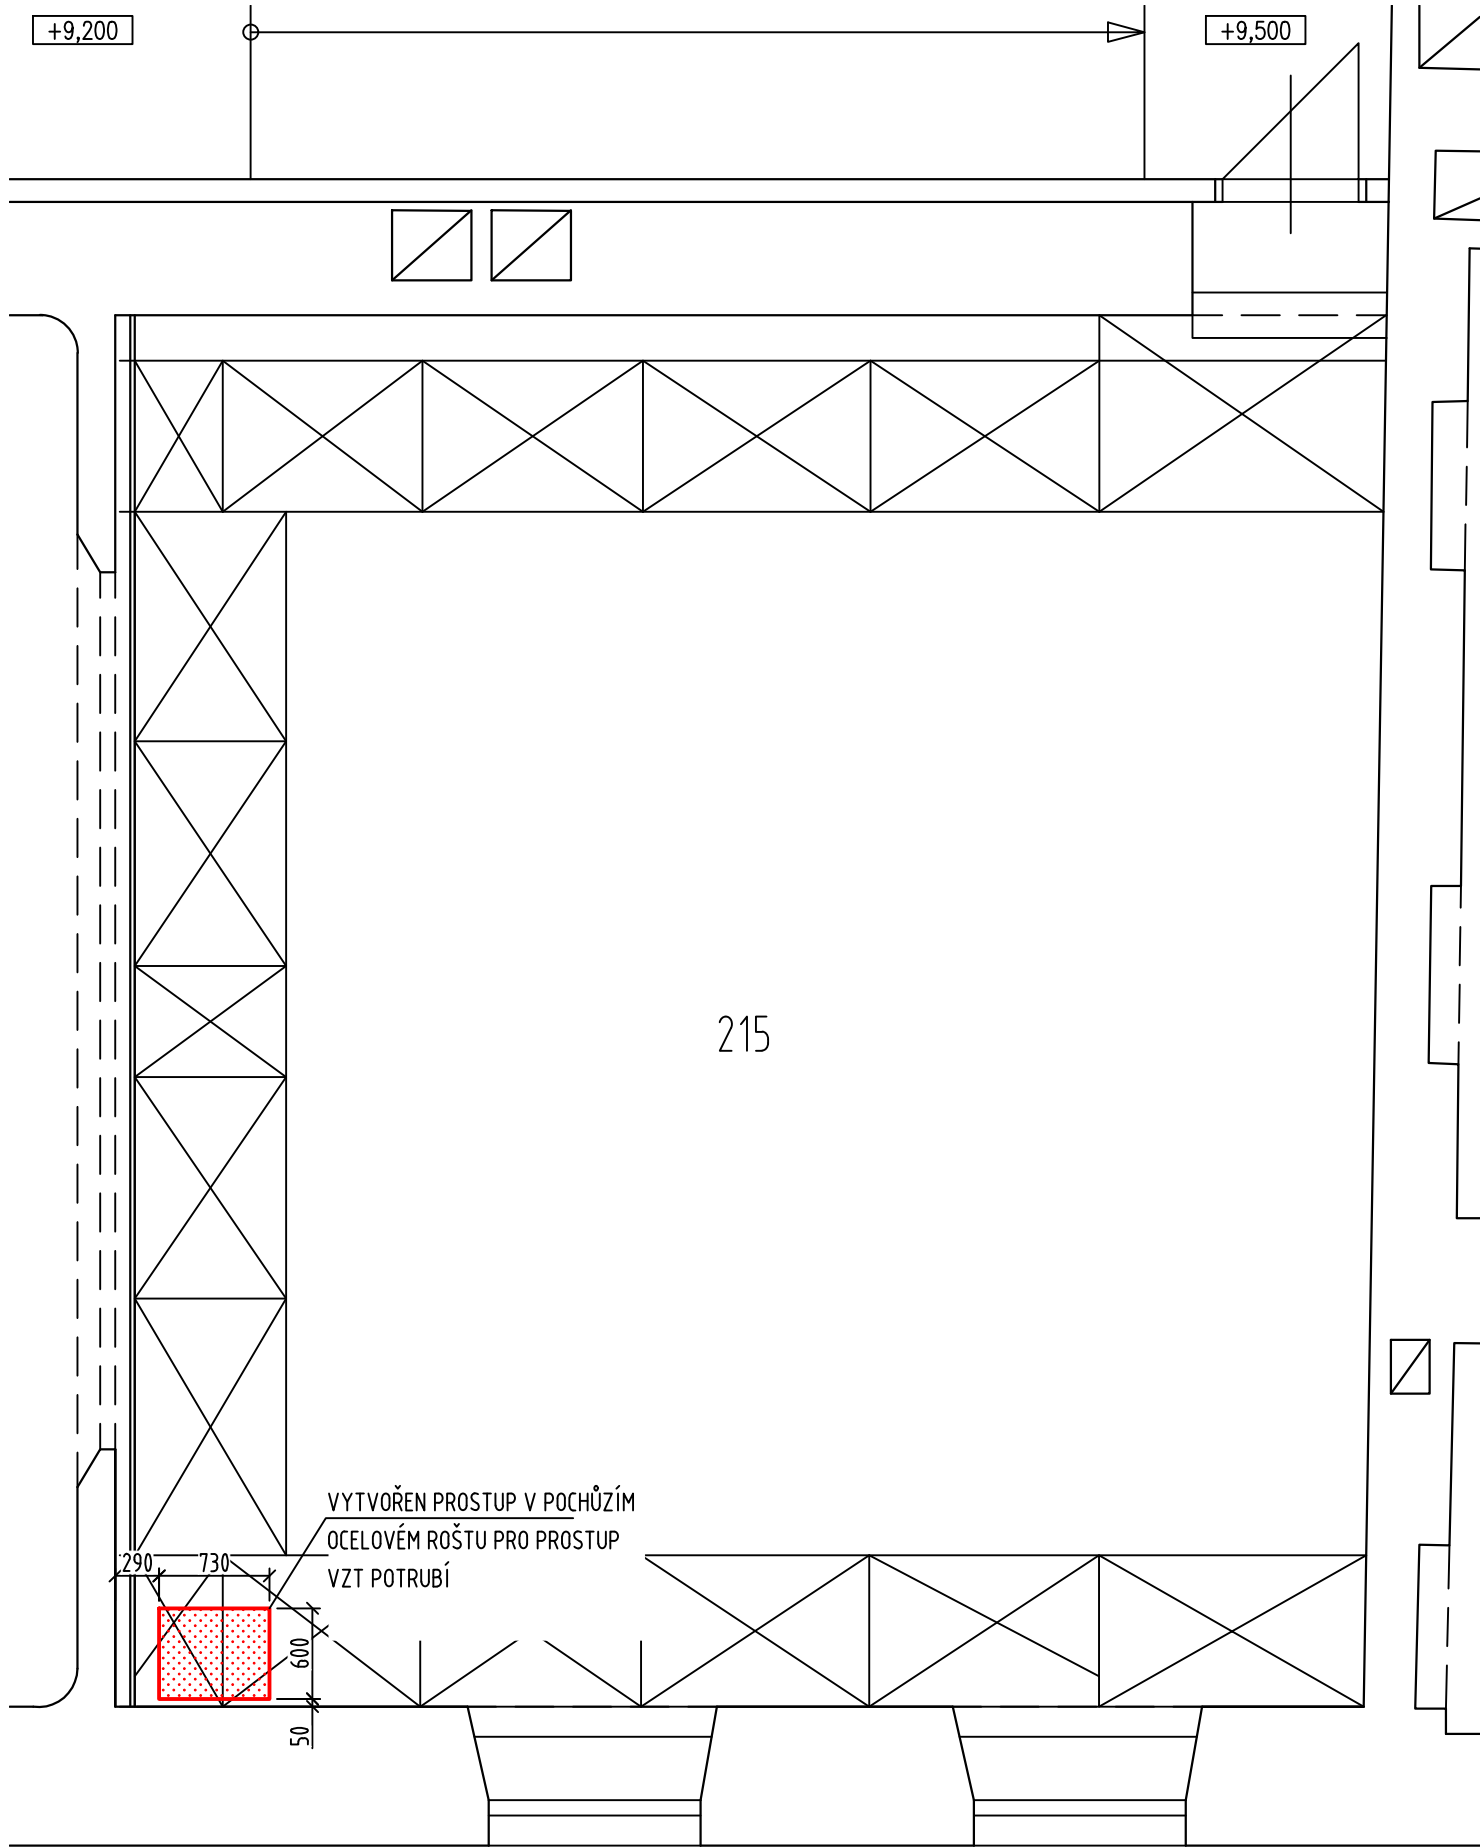 +9,200
+9,500
215
VYTVOŘEN PROSTUP V POCHŮZÍM
OCELOVÉM ROŠTU PRO PROSTUP
VZT POTRUBÍ
290
730
600
50